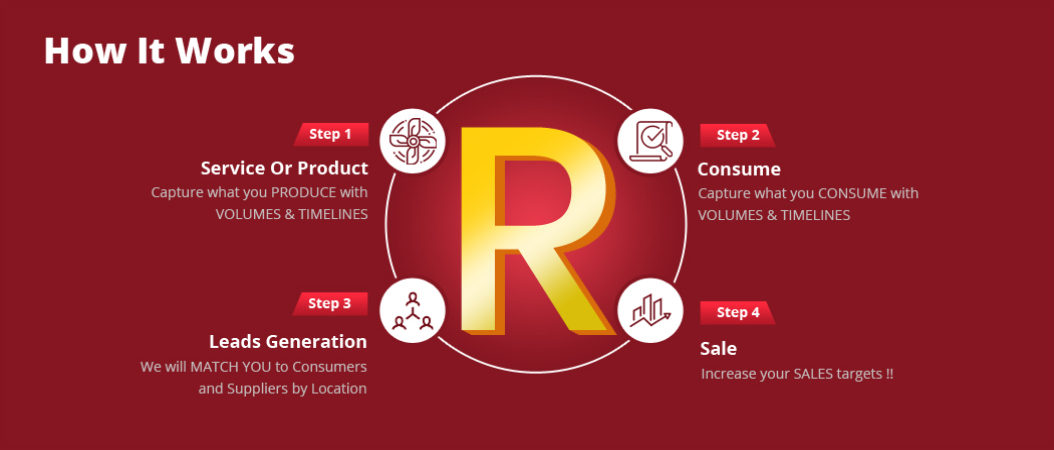 How It Works
Step 1
Service Or Product
Capture what you PRODUCE with
VOLUMES & TIMELINES
Step 2
Consume
Capture what you CONSUME with
VOLUMES & TIMELINES
R
Step 3
Leads Generation
We will MATCH YOU to Consumers
and Suppliers by Location
Step 4
Sale
Increase your SALES targets !!